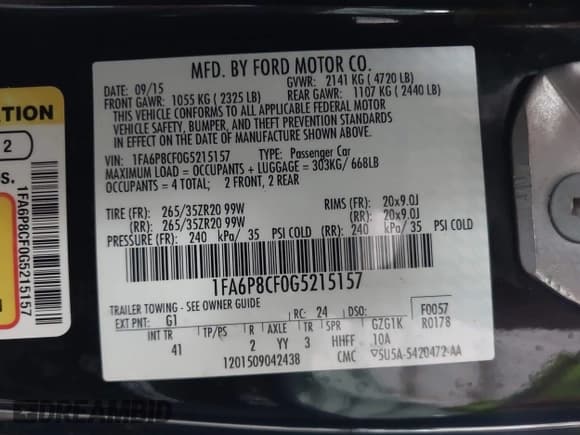 MFD. BY FORD MOTOR CO.
DATE: 09/15 GVWR: 2141 KG (4720 LB)
FRONT GAWR: 1055 KG (2325 LB) REAR GAWR: 1107 KG (2440 LB)
THIS VEHICLE CONFORMS TO ALL APPLICABLE FEDERAL MOTOR
VEHICLE SAFETY, BUMPER, AND THEFT PREVENTION STANDARDS IN
EFFECT ON THE DATE OF MANUFACTURE SHOWN ABOVE.
VIN: 1FA6P8CF0G5215157 TYPE: Passenger Car
MAXIMUM LOAD = OCCUPANTS + LUGGAGE = 303KG/ 668LB
OCCUPANTS = 4 TOTAL; 2 FRONT, 2 REAR
TIRE (FR): 265/35ZR20 99W RIMS (FR): 20x9.0J
(RR): 265/35ZR20 99W (RR): 20x9.0J
PRESSURE (FR): 240 kPa/ 35 PSI COLD (RR): 240 kPa/ 35 PSI COLD
1FA6P8CF0G5215157
TRAILER TOWING - SEE OWNER GUIDE
EXT PNT: G1 RC: 24 DSO: F0057
INT TR TP/PS R AXLE TR SPR GZG1K R0178
41 2 YY 3 HHFF 10A
1201509042438 CMC ▽5U5A-5420472-AA
ATION
2
S.
1FA6P8CF0G5215157
DREAMBID